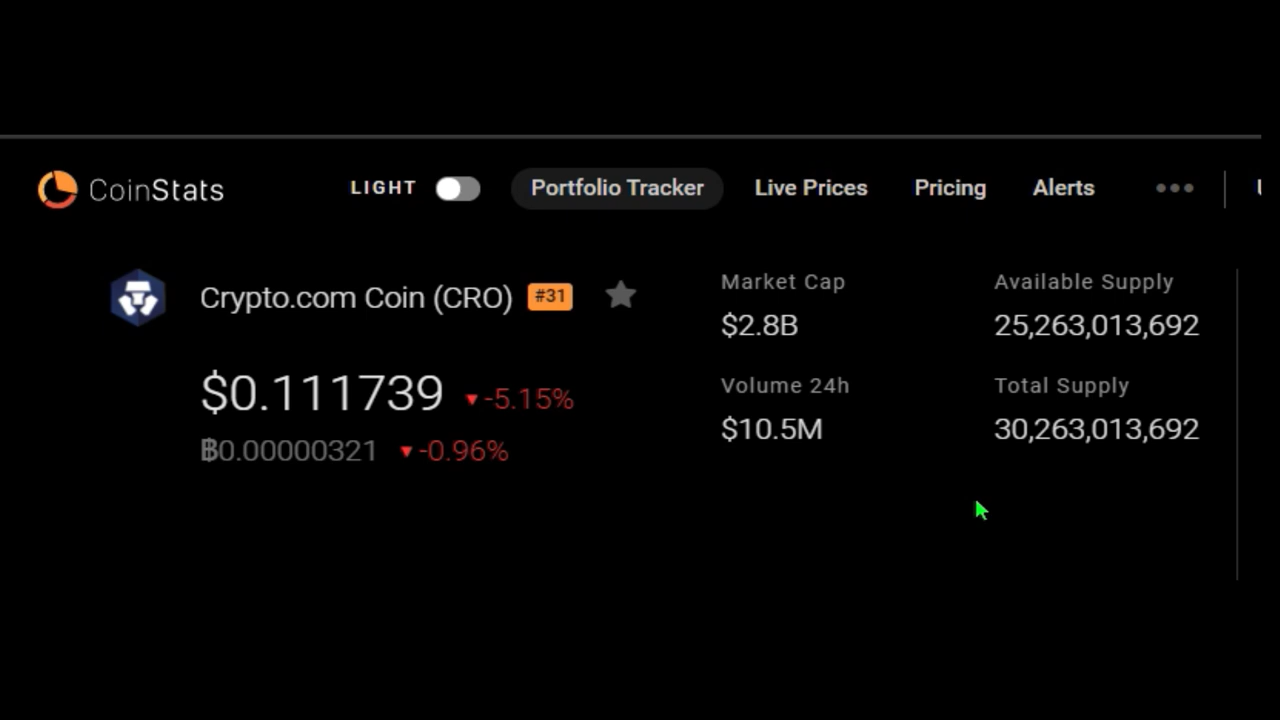 CoinStats LIGHT Portfolio Tracker Live Prices Pricing Alerts •••
Crypto.com Coin (CRO) #31
$0.111739 ▼-5.15%
฿0.00000321 ▼-0.96%
Market Cap
$2.8B
Volume 24h
$10.5M
Available Supply
25,263,013,692
Total Supply
30,263,013,692